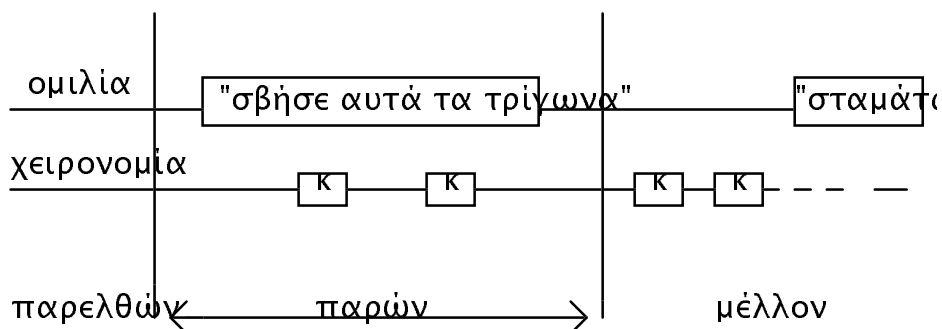 ομιλία
"σβήσε αυτά τα τρίγωνα"
"σταμάτα
χειρονομία
κ κ κ κ
παρελθών παρών μέλλον